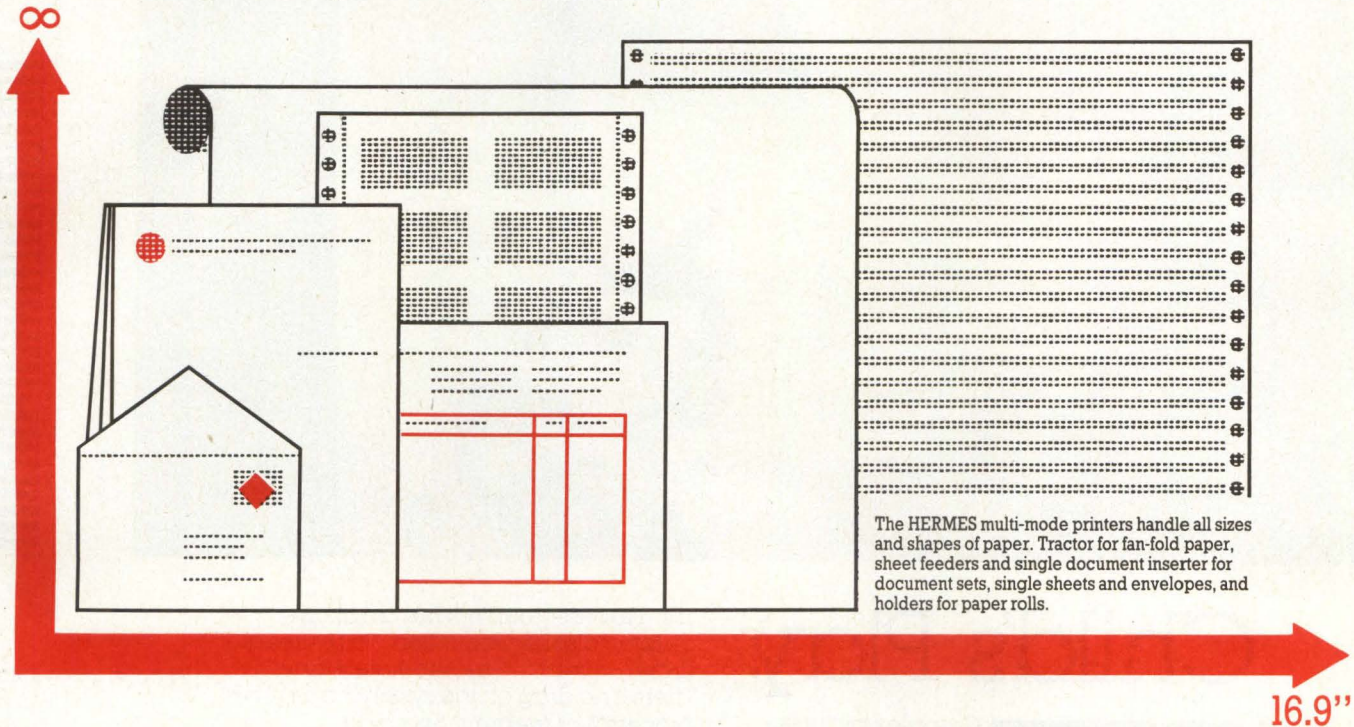 ∞
The HERMES multi-mode printers handle all sizes
and shapes of paper. Tractor for fan-fold paper,
sheet feeders and single document inserter for
document sets, single sheets and envelopes, and
holders for paper rolls.
16.9’’